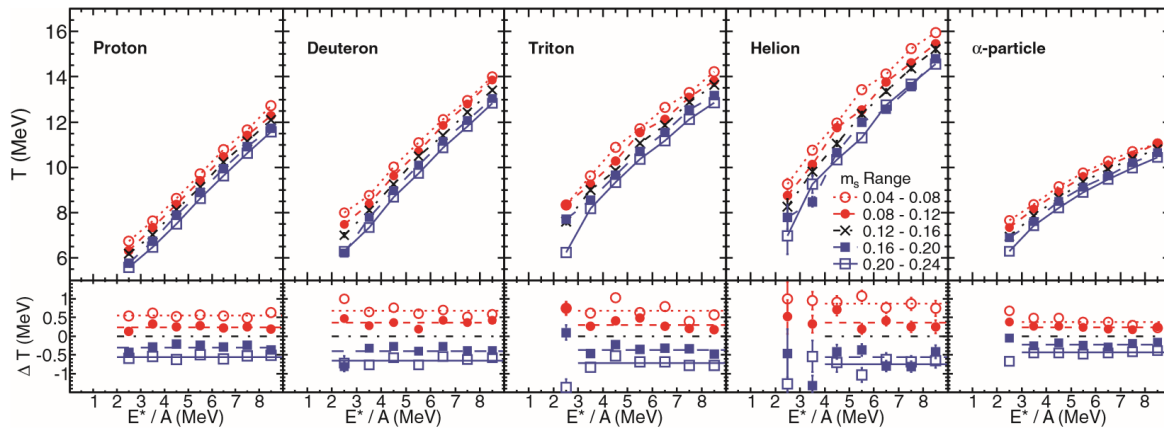 16
14
12
10
8
6
T (MeV)
Proton
Deuteron
Triton
Helion
α-particle
m_s Range
0.04 - 0.08
0.08 - 0.12
0.12 - 0.16
0.16 - 0.20
0.20 - 0.24
1
0.5
0
-0.5
-1
Δ T (MeV)
1 2 3 4 5 6 7 8
1 2 3 4 5 6 7 8
1 2 3 4 5 6 7 8
1 2 3 4 5 6 7 8
1 2 3 4 5 6 7 8
E* / A (MeV)
E* / A (MeV)
E* / A (MeV)
E* / A (MeV)
E* / A (MeV)